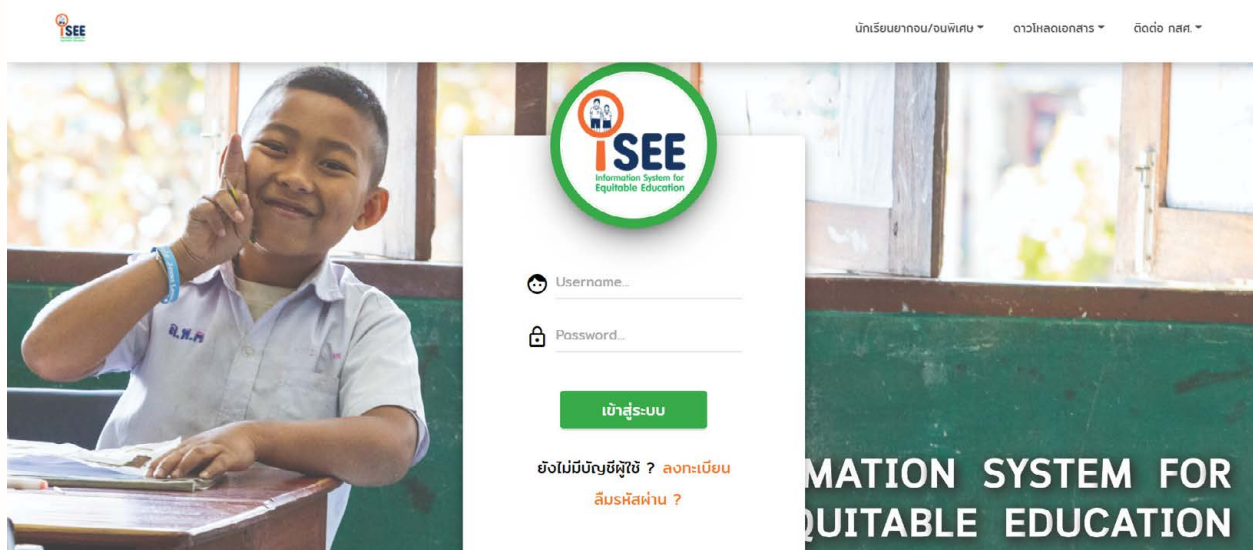 iSEE
นักเรียนยากจน/จนพิเศษ
ดาวโหลดเอกสาร
ติดต่อ กสศ.
iSEE
Information System for
Equitable Education
Username...
Password...
เข้าสู่ระบบ
ยังไม่มีบัญชีผู้ใช้ ? ลงทะเบียน
ลืมรหัสผ่าน ?
MATION SYSTEM FOR
QUITABLE EDUCATION